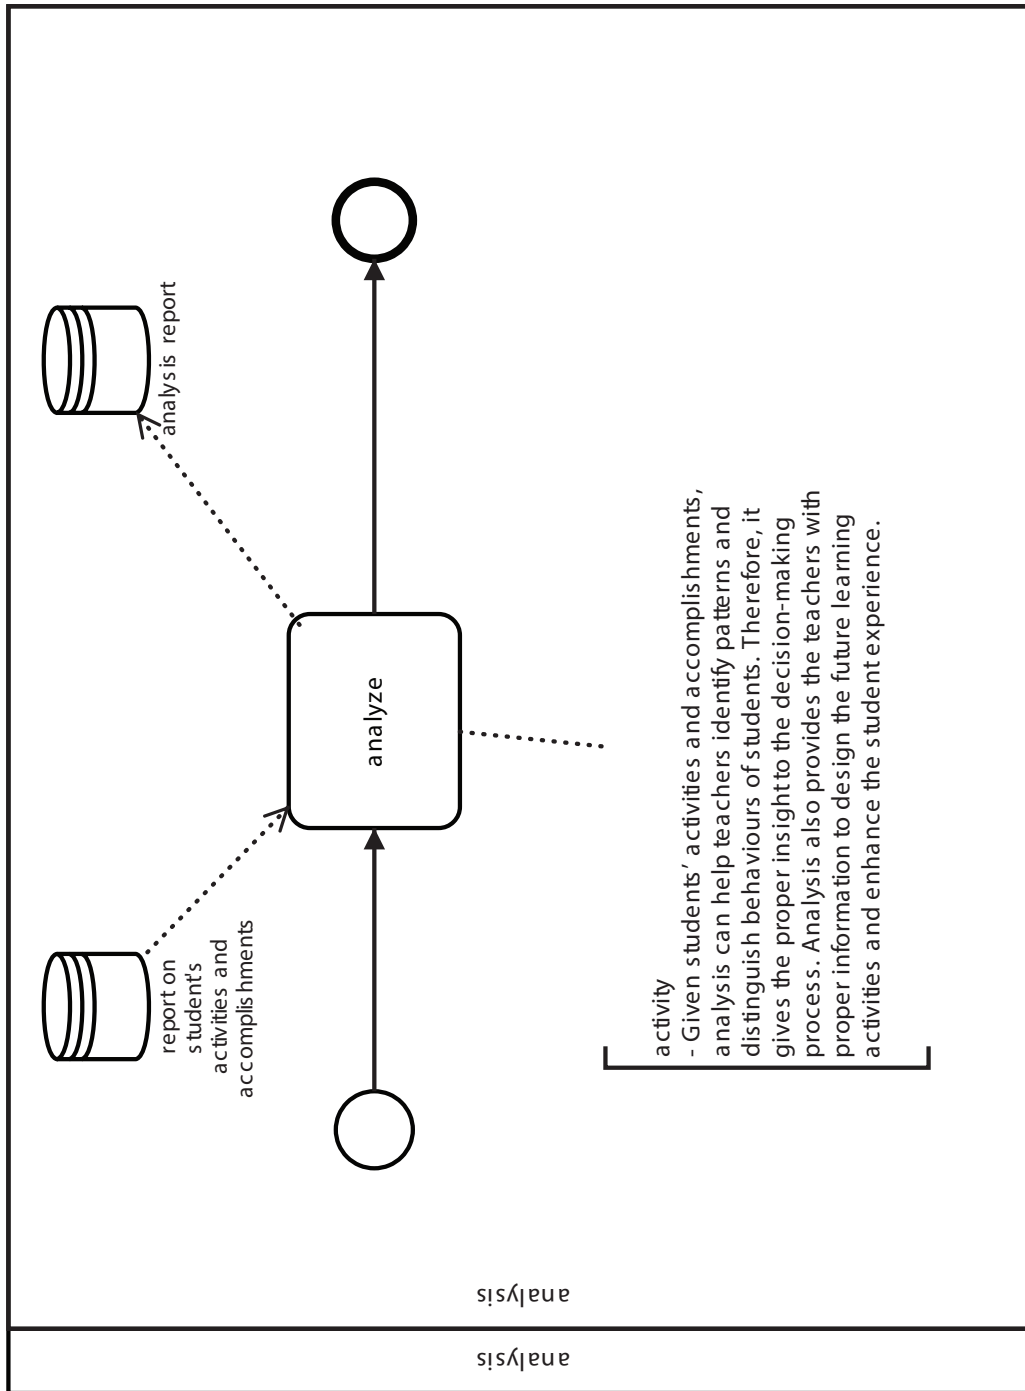 analysis
analysis
report on
student's
activities and
accomplishments
analysis report
analyze
activity
- Given students’ activities and accomplishments,
analysis can help teachers identify patterns and
distinguish behaviours of students. Therefore, it
gives the proper insight to the decision-making
process. Analysis also provides the teachers with
proper information to design the future learning
activities and enhance the student experience.